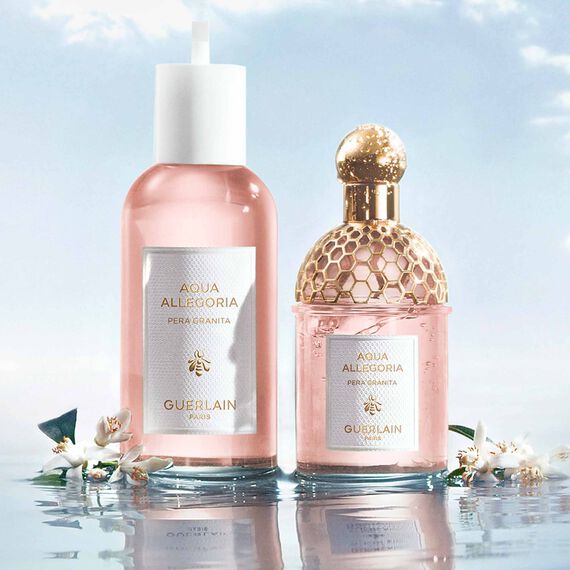 AQUA
ALLEGORIA
PERA GRANITA
GUERLAIN
PARIS
AQUA
ALLEGORIA
PERA GRANITA
GUERLAIN
PARIS